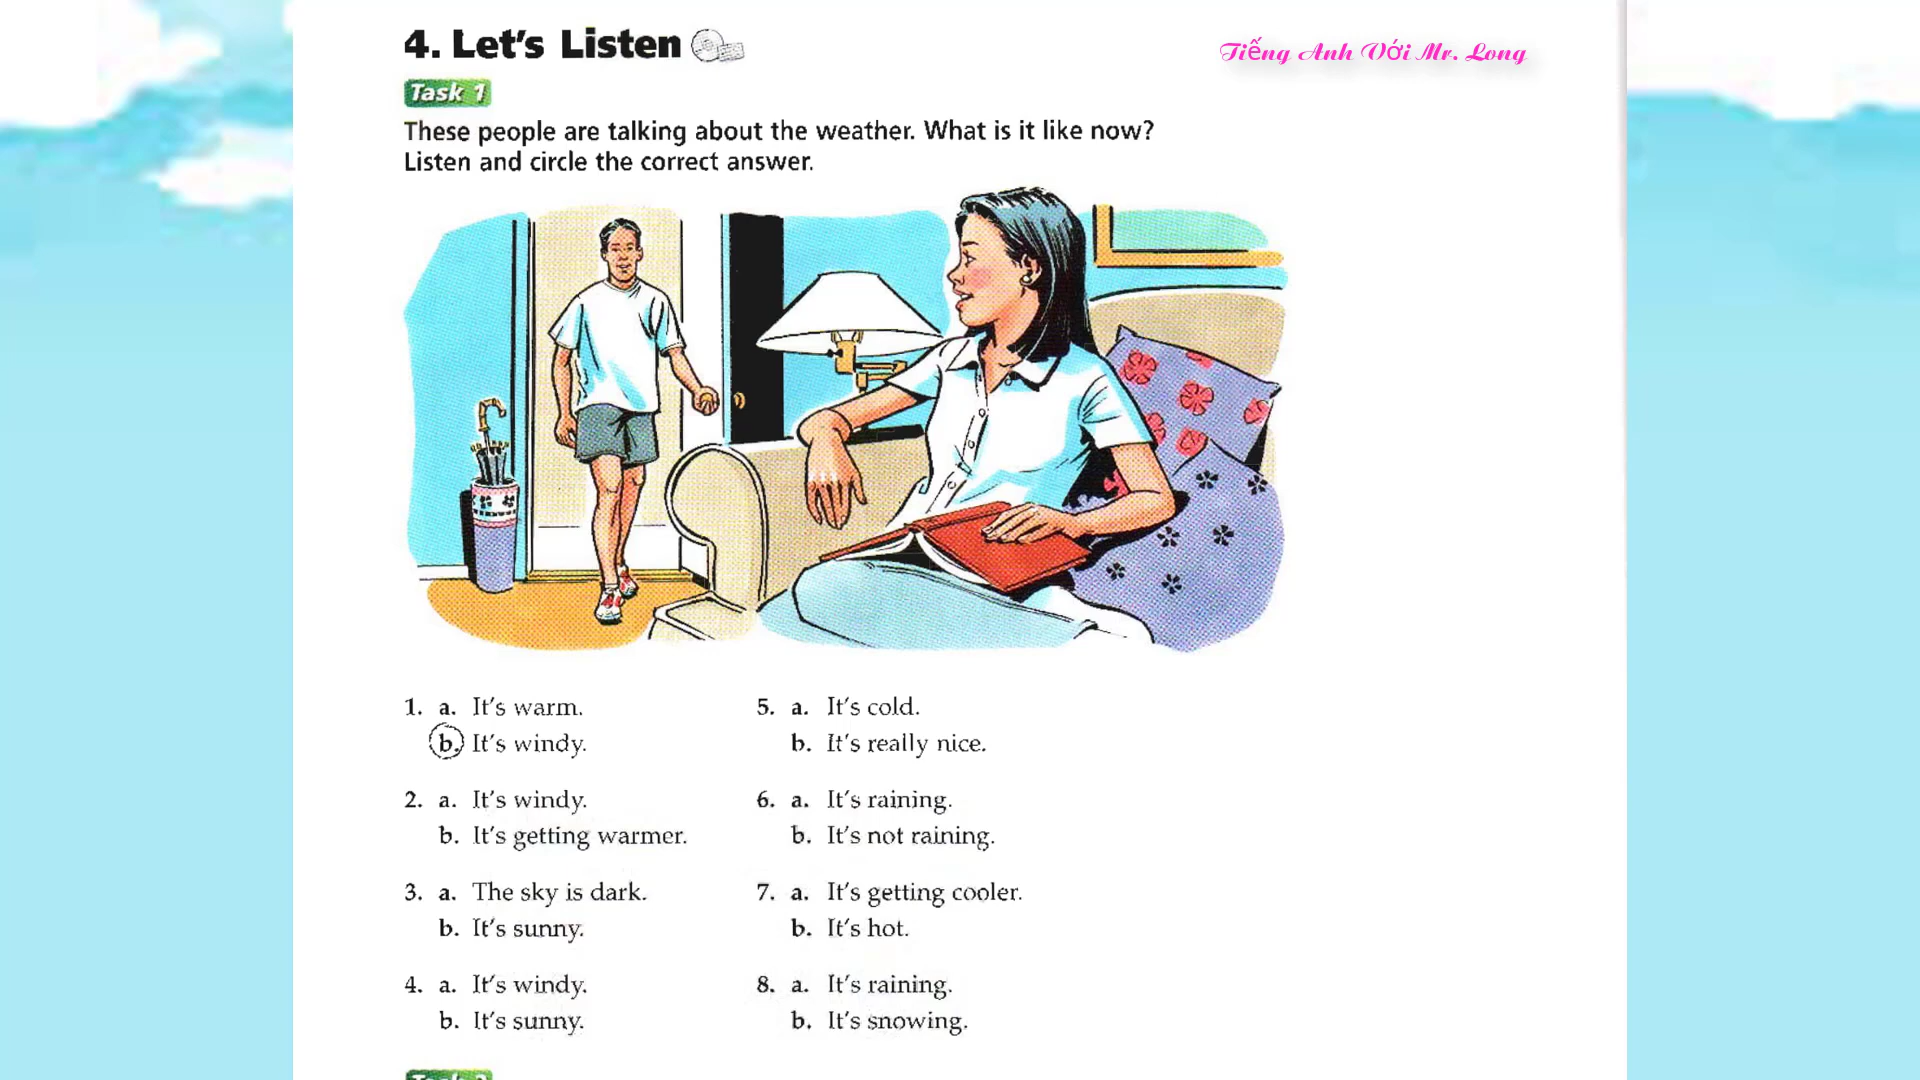 4. Let's Listen
Tiếng Anh Với Mr. Long
Task 1
These people are talking about the weather. What is it like now?
Listen and circle the correct answer.
1. a. It's warm.
b. It's windy.
2. a. It's windy.
b. It's getting warmer.
3. a. The sky is dark.
b. It's sunny.
4. a. It's windy.
b. It's sunny.
5. a. It's cold.
b. It's really nice.
6. a. It's raining.
b. It's not raining.
7. a. It's getting cooler.
b. It's hot.
8. a. It's raining.
b. It's snowing.